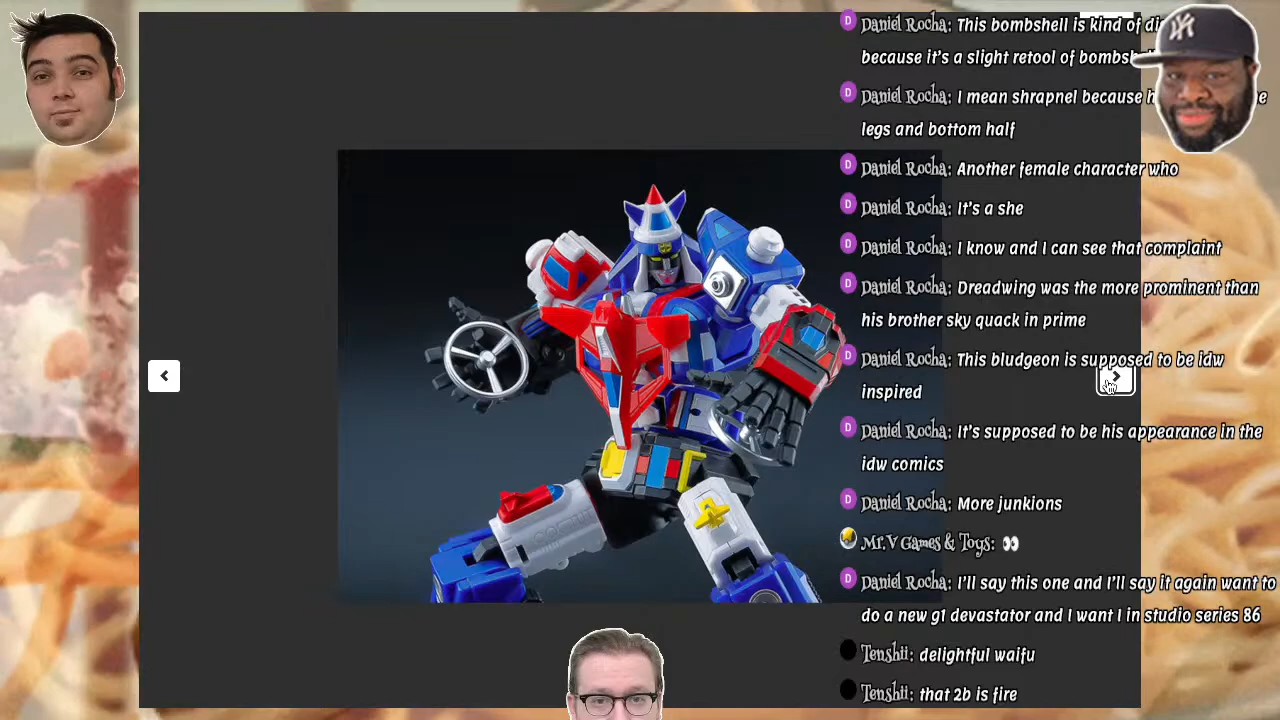 Daniel Rocha: This bombshell is kind of
because it's a slight retool of
Daniel Rocha: I mean shrapnel because
legs and bottom half
Daniel Rocha: Another female character who
Daniel Rocha: It's a she
Daniel Rocha: I know and I can see that complaint
Daniel Rocha: Dreadwing was the more prominent than
his brother sky quack in prime
Daniel Rocha: This bludgeon is supposed to be idw
inspired
Daniel Rocha: It's supposed to be his appearance in the
idw comics
Daniel Rocha: More junkions
Mr.V Games & Toys: 👀
Daniel Rocha: I'll say this one and I'll say it again want to
do a new g1 devastator and I want I in studio series 86
Tenshii: delightful waifu
Tenshii: that 2b is fire